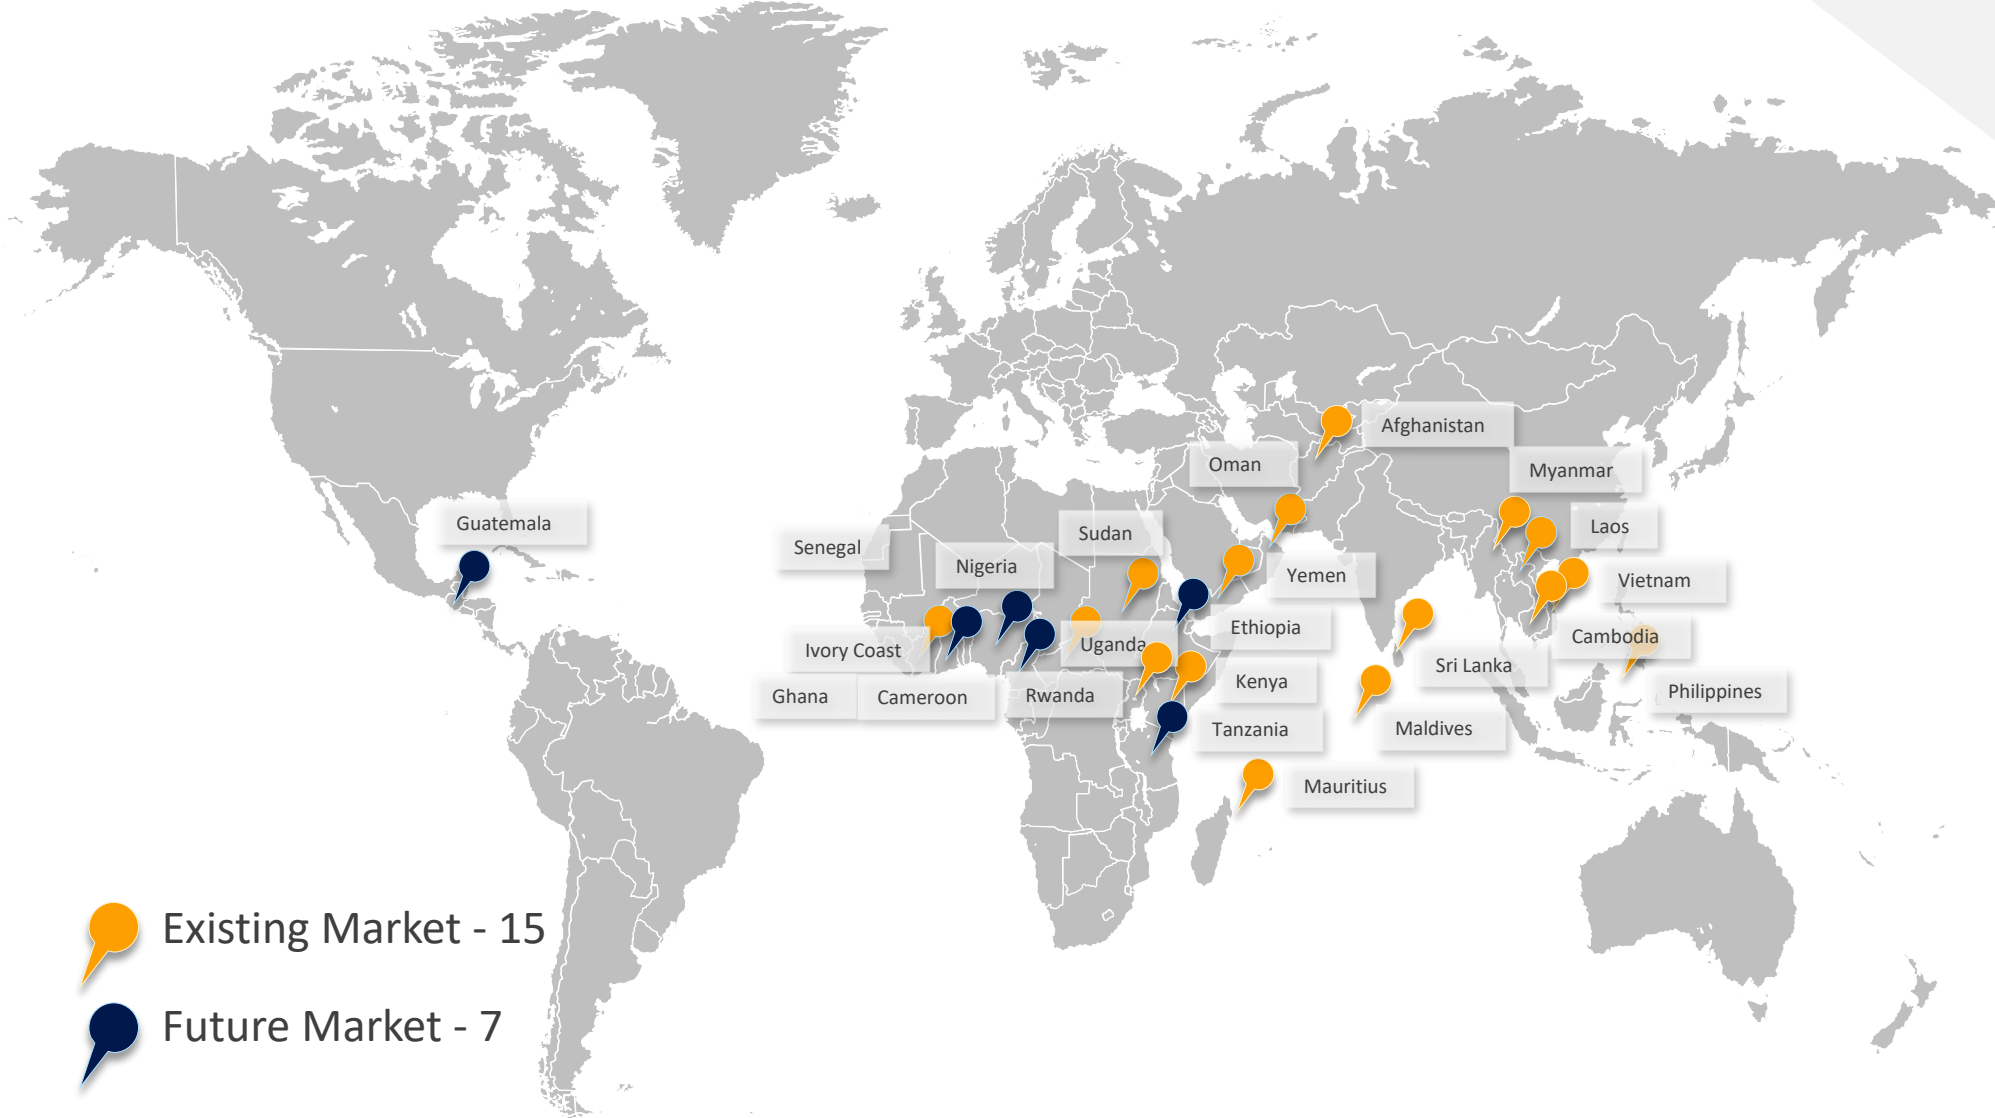 Afghanistan
Oman
Myanmar
Guatemala
Laos
Sudan
Senegal
Nigeria
Yemen
Vietnam
Ethiopia
Cambodia
Uganda
Ivory Coast
Sri Lanka
Kenya
Philippines
Rwanda
Ghana
Cameroon
Tanzania
Maldives
Mauritius
Existing Market - 15
Future Market - 7